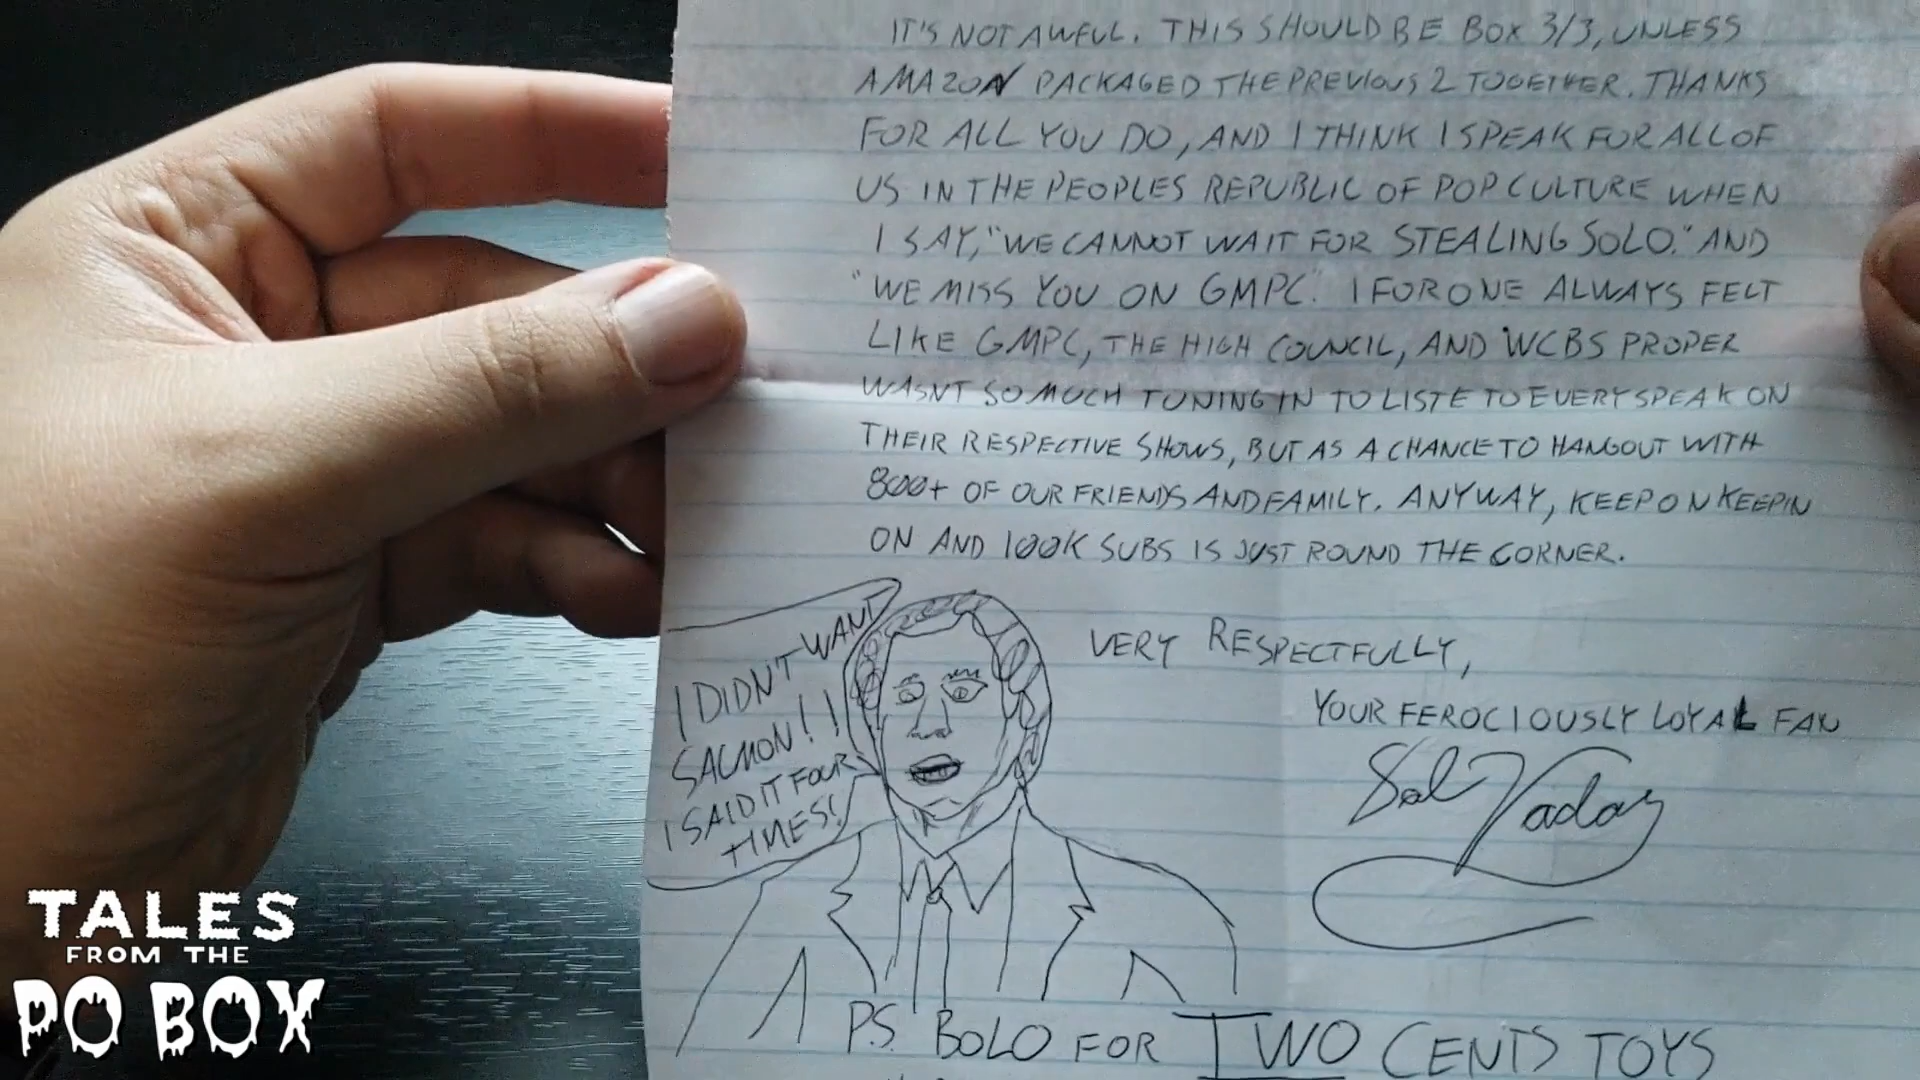 IT'S NOT AWFUL. THIS SHOULD BE BOX 3/3, UNLESS
AMAZON PACKAGED THE PREVIOUS 2 TOGETHER. THANKS
FOR ALL YOU DO, AND I THINK I SPEAK FOR ALL OF
US IN THE PEOPLES REPUBLIC OF POP CULTURE WHEN
I SAY, "WE CANNOT WAIT FOR STEALING SOLO." AND
"WE MISS YOU ON GMPC". I FOR ONE ALWAYS FELT
LIKE GMPC, THE HIGH COUNCIL, AND WCBS PROPER
WASNT SO MUCH TUNING IN TO LISTE TO EVERY SPEAK ON
THEIR RESPECTIVE SHOWS, BUT AS A CHANCE TO HANGOUT WITH
800+ OF OUR FRIENDS AND FAMILY. ANYWAY, KEEP ON KEEPIN
ON AND 100K SUBS IS JUST ROUND THE CORNER.
I DIDN'T WANT
SALMON!!
I SAID IT FOUR
TIMES!
VERY RESPECTFULLY,
YOUR FEROCIOUSLY LOYAL FAN
Sal
P.S. BOLO FOR TWO CENTS TOYS
TALES
FROM THE
PO BOX